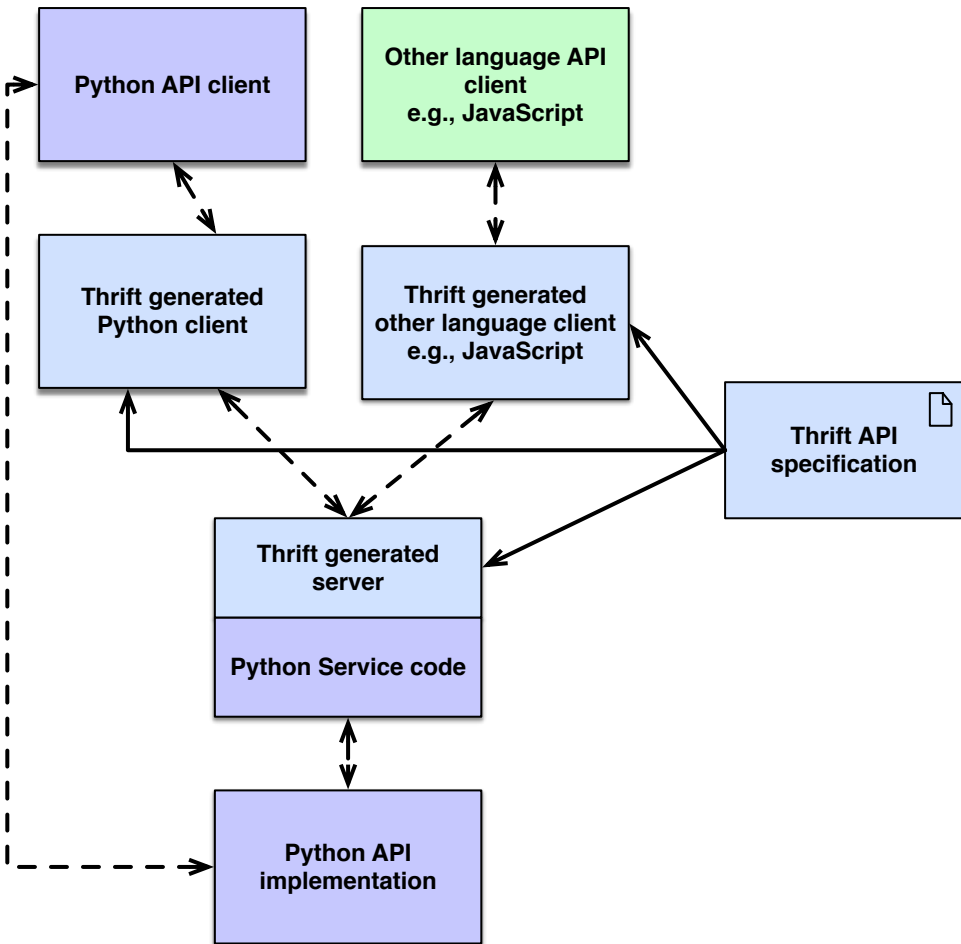 Python API client
Other language API
client
e.g., JavaScript
Thrift generated
Python client
Thrift generated
other language client
e.g., JavaScript
Thrift API
specification
Thrift generated
server
Python Service code
Python API
implementation